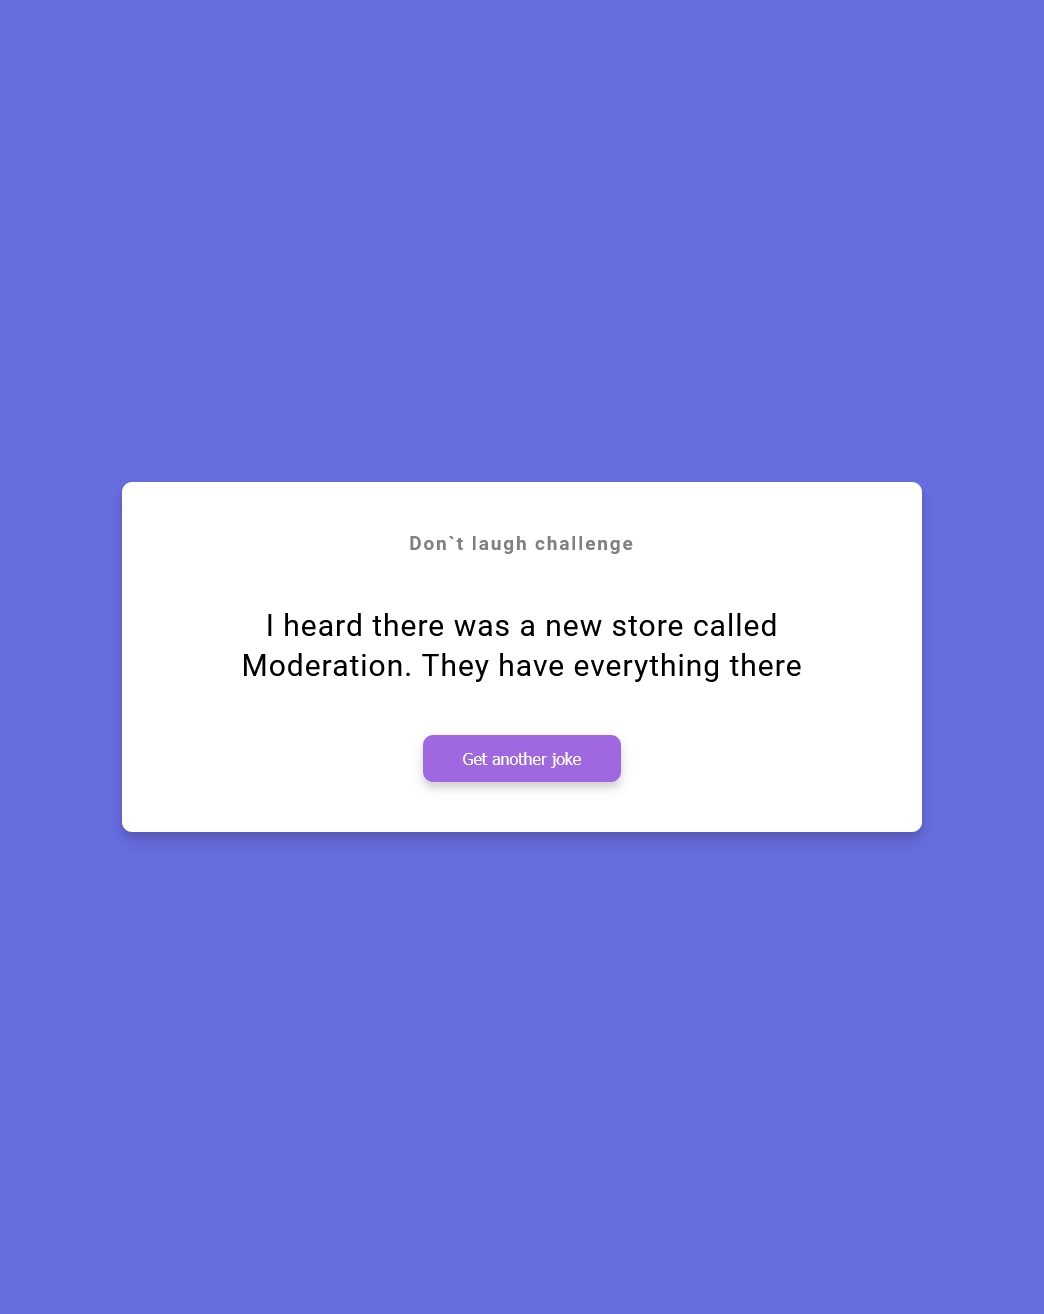 Don`t laugh challenge
I heard there was a new store called
Moderation. They have everything there
Get another joke